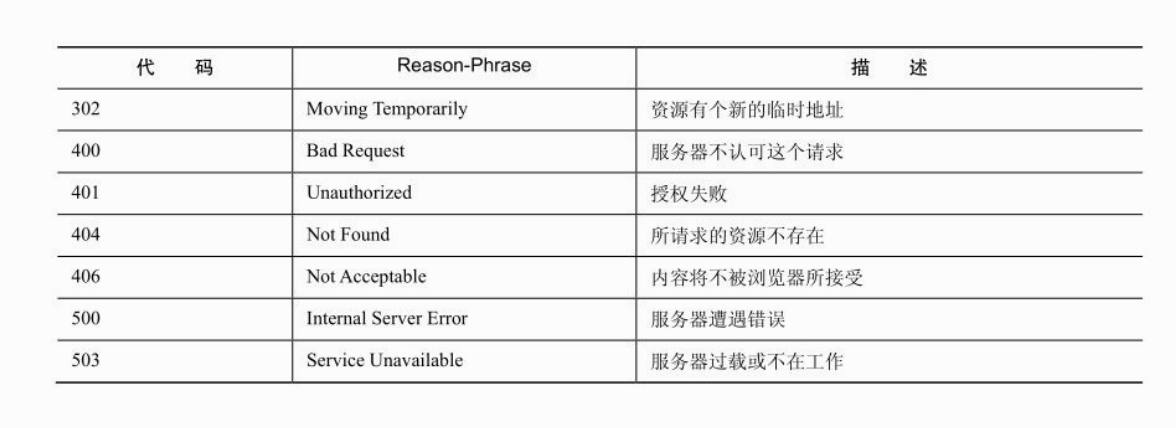 代 码 Reason-Phrase 描 述
302 Moving Temporarily 资源有个新的临时地址
400 Bad Request 服务器不认可这个请求
401 Unauthorized 授权失败
404 Not Found 所请求的资源不存在
406 Not Acceptable 内容将不被浏览器所接受
500 Internal Server Error 服务器遭遇错误
503 Service Unavailable 服务器过载或不在工作